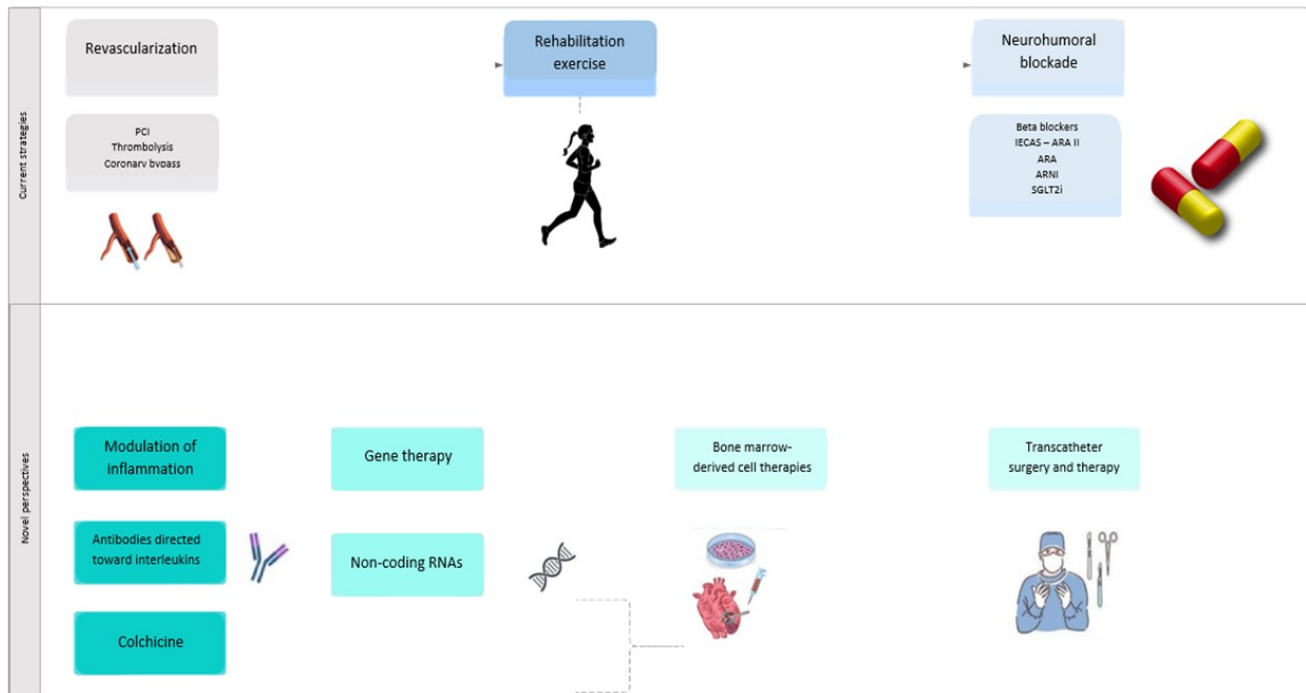 Current strategies
Revascularization
PCI
Thrombolysis
Coronary bypass
Rehabilitation
exercise
Neurohumoral
blockade
Beta blockers
IECAS – ARA II
ARA
ARNI
SGLT2i
Novel perspectives
Modulation of
inflammation
Antibodies directed
toward interleukins
Colchicine
Gene therapy
Non-coding RNAs
Bone marrow-
derived cell therapies
Transcatheter
surgery and therapy